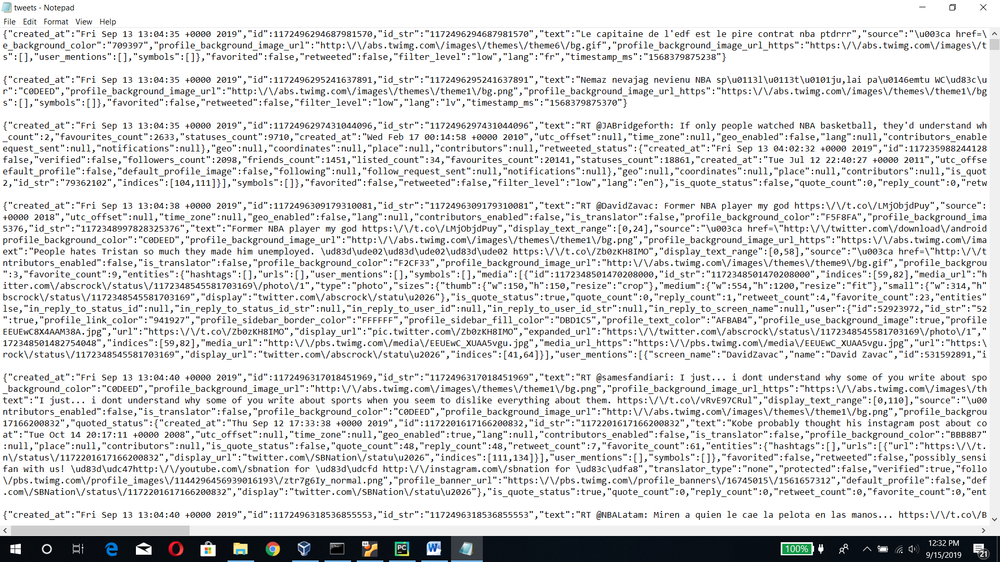 tweets - Notepad
File Edit Format View Help
{"created_at":"Fri Sep 13 13:04:35 +0000 2019","id":1172496294687981570,"id_str":"1172496294687981570","text":"Le capitaine de l'edf est le pire contrat nba ptdrrr","source":"\u003ca href=\
e_background_color":"709397","profile_background_image_url":"http:\/\/abs.twimg.com\/images\/themes\/theme6\/bg.gif","profile_background_image_url_https":"https:\/\/abs.twimg.com\/images\/t
s":[],"user_mentions":[],"symbols":[]},"favorited":false,"retweeted":false,"filter_level":"low","lang":"fr","timestamp_ms":"1568379875238"}
{"created_at":"Fri Sep 13 13:04:35 +0000 2019","id":1172496295241637891,"id_str":"1172496295241637891","text":"Nemaz nevajag nevienu NBA sp\u0113l\u0113t\u0101ju,lai pa\u0146emtu WC\ud83c\u
r":"C0DEED","profile_background_image_url":"http:\/\/abs.twimg.com\/images\/themes\/theme1\/bg.png","profile_background_image_url_https":"https:\/\/abs.twimg.com\/images\/themes\/theme1\/bg
s":[],"symbols":[]},"favorited":false,"retweeted":false,"filter_level":"low","lang":"lv","timestamp_ms":"1568379875370"}
{"created_at":"Fri Sep 13 13:04:35 +0000 2019","id":1172496297431044096,"id_str":"1172496297431044096","text":"RT @JABridgeforth: If only people watched NBA basketball, they'd understand wh
_count":2,"favourites_count":2633,"statuses_count":9710,"created_at":"Wed Feb 17 00:14:58 +0000 2010","utc_offset":null,"time_zone":null,"geo_enabled":false,"lang":null,"contributors_enable
equest_sent":null,"notifications":null},"geo":null,"coordinates":null,"place":null,"contributors":null,"retweeted_status":{"created_at":"Fri Sep 13 04:02:32 +0000 2019","id":117235988244128
false,"verified":false,"followers_count":2098,"friends_count":1451,"listed_count":34,"favourites_count":20141,"statuses_count":18861,"created_at":"Tue Jul 12 22:40:27 +0000 2011","utc_offse
efault_profile":false,"default_profile_image":false,"following":null,"follow_request_sent":null,"notifications":null},"geo":null,"coordinates":null,"place":null,"contributors":null,"is_quot
2,"id_str":"79362102","indices":[104,111]}],"symbols":[]},"favorited":false,"retweeted":false,"filter_level":"low","lang":"en"},"is_quote_status":false,"quote_count":0,"reply_count":0,"retw
{"created_at":"Fri Sep 13 13:04:38 +0000 2019","id":1172496309179310081,"id_str":"1172496309179310081","text":"RT @DavidZavac: Former NBA player my god https:\/\/t.co\/LMjObjdPuy","source":
+0000 2018","utc_offset":null,"time_zone":null,"geo_enabled":false,"lang":null,"contributors_enabled":false,"is_translator":false,"profile_background_color":"F5F8FA","profile_background_ima
5376,"id_str":"1172348997828325376","text":"Former NBA player my god https:\/\/t.co\/LMjObjdPuy","display_text_range":[0,24],"source":"\u003ca href=\"http:\/\/twitter.com\/download\/android
profile_background_color":"C0DEED","profile_background_image_url":"http:\/\/abs.twimg.com\/images\/themes\/theme1\/bg.png","profile_background_image_url_https":"https:\/\/abs.twimg.com\/ima
ext":"People hates Tristan so much they made him unemployed. \ud83d\ude02\ud83d\ude02\ud83d\ude02 https:\/\/t.co\/Zb0zKH8IMO","display_text_range":[0,58],"source":"\u003ca href=\"http:\/\/t
ntributors_enabled":false,"is_translator":false,"profile_background_color":"F2CF33","profile_background_image_url":"http:\/\/abs.twimg.com\/images\/themes\/theme9\/bg.gif","profile_backgrou
":3,"favorite_count":9,"entities":{"hashtags":[],"urls":[],"user_mentions":[],"symbols":[],"media":[{"id":1172348501470208000,"id_str":"1172348501470208000","indices":[59,82],"media_url":"h
itter.com\/abscrock\/status\/1172348545581703169\/photo\/1","type":"photo","sizes":{"thumb":{"w":150,"h":150,"resize":"crop"},"medium":{"w":554,"h":1200,"resize":"fit"},"small":{"w":314,"h"
bscrock\/status\/1172348545581703169","display":"twitter.com\/abscrock\/statu\u2026"},"is_quote_status":true,"quote_count":0,"reply_count":1,"retweet_count":4,"favorite_count":23,"entities"
lse,"in_reply_to_status_id":null,"in_reply_to_status_id_str":null,"in_reply_to_user_id":null,"in_reply_to_user_id_str":null,"in_reply_to_screen_name":null,"user":{"id":52923972,"id_str":"52
":true,"profile_link_color":"941927","profile_sidebar_border_color":"FFFFFF","profile_sidebar_fill_color":"DBD1C5","profile_text_color":"AFBAB4","profile_use_background_image":true,"profile
EEUEwC8X4AAM38A.jpg","url":"https:\/\/t.co\/Zb0zKH8IMO","display_url":"pic.twitter.com\/Zb0zKH8IMO","expanded_url":"https:\/\/twitter.com\/abscrock\/status\/1172348545581703169\/photo\/1","
172348501482754048","indices":[59,82],"media_url":"http:\/\/pbs.twimg.com\/media\/EEUEwC_XUAA5vgu.jpg","media_url_https":"https:\/\/pbs.twimg.com\/media\/EEUEwC_XUAA5vgu.jpg","url":"https:\
rock\/status\/1172348545581703169","display_url":"twitter.com\/abscrock\/statu\u2026","indices":[41,64]}],"user_mentions":[{"screen_name":"DavidZavac","name":"David Zavac","id":531592891,"i
{"created_at":"Fri Sep 13 13:04:40 +0000 2019","id":1172496317018451969,"id_str":"1172496317018451969","text":"RT @samesfandiari: I just... i dont understand why some of you write about spo
_background_color":"C0DEED","profile_background_image_url":"http:\/\/abs.twimg.com\/images\/themes\/theme1\/bg.png","profile_background_image_url_https":"https:\/\/abs.twimg.com\/images\/th
text":"I just... i dont understand why some of you write about sports when you seem to dislike everything about them. https:\/\/t.co\/vRvE97CRul","display_text_range":[0,110],"source":"\u00
ntributors_enabled":false,"is_translator":false,"profile_background_color":"C0DEED","profile_background_image_url":"http:\/\/abs.twimg.com\/images\/themes\/theme1\/bg.png","profile_backgrou
17166200832","quoted_status":{"created_at":"Thu Sep 12 17:33:38 +0000 2019","id":1172201617166200832,"id_str":"1172201617166200832","text":"Kobe probably thought his instagram post about co
at":"Tue Oct 14 20:17:11 +0000 2008","utc_offset":null,"time_zone":null,"geo_enabled":true,"lang":null,"contributors_enabled":false,"is_translator":false,"profile_background_color":"BBB8B7"
:null,"place":null,"contributors":null,"is_quote_status":false,"quote_count":48,"reply_count":48,"retweet_count":7,"favorite_count":61,"entities":{"hashtags":[],"urls":[{"url":"https:\/\/t.
n\/status\/1172201617166200832","display_url":"twitter.com\/SBNation\/statu\u2026","indices":[111,134]}],"user_mentions":[],"symbols":[]},"favorited":false,"retweeted":false,"possibly_sensi
fan with us! \ud83d\udc47http:\/\/youtube.com\/sbnation for \ud83d\udcfd http:\/\/instagram.com\/sbnation for \ud83c\udfa8","translator_type":"none","protected":false,"verified":true,"follo
\/pbs.twimg.com\/profile_images\/1144296456939016193\/ztr7g6Iy_normal.png","profile_banner_url":"https:\/\/pbs.twimg.com\/profile_banners\/16745015\/1561657312","default_profile":false,"def
.com\/SBNation\/status\/1172201617166200832","display":"twitter.com\/SBNation\/statu\u2026"},"is_quote_status":true,"quote_count":0,"reply_count":0,"retweet_count":0,"favorite_count":0,"ent
{"created_at":"Fri Sep 13 13:04:40 +0000 2019","id":1172496318536855553,"id_str":"1172496318536855553","text":"RT @NBALatam: Miren a quien le cae la pelota en las manos... https:\/\/t.co\/B
64
PC
W
100%
12:32 PM
9/15/2019
21